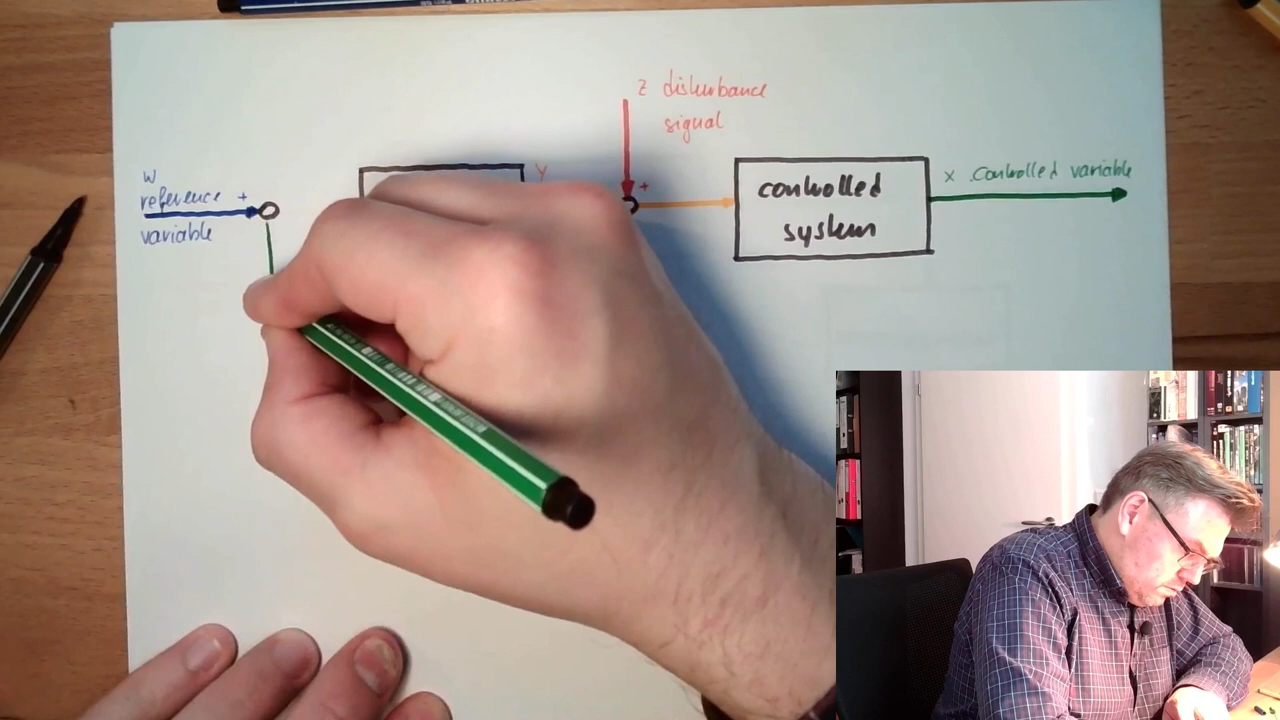 z disturbance
signal
w
reference +
variable
y
+
controlled
system
x controlled variable